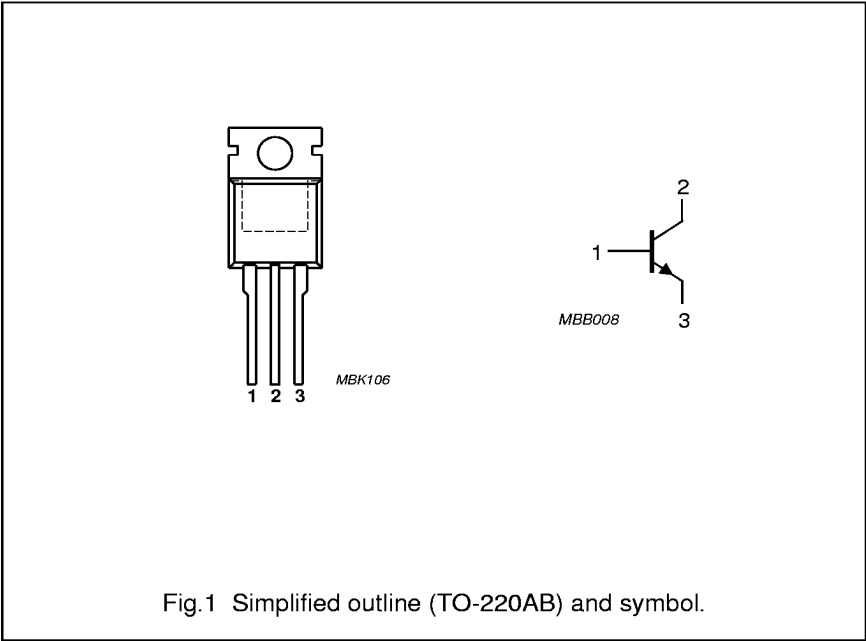 2
1
MBB008
3
MBK106
1 2 3
Fig.1 Simplified outline (TO-220AB) and symbol.